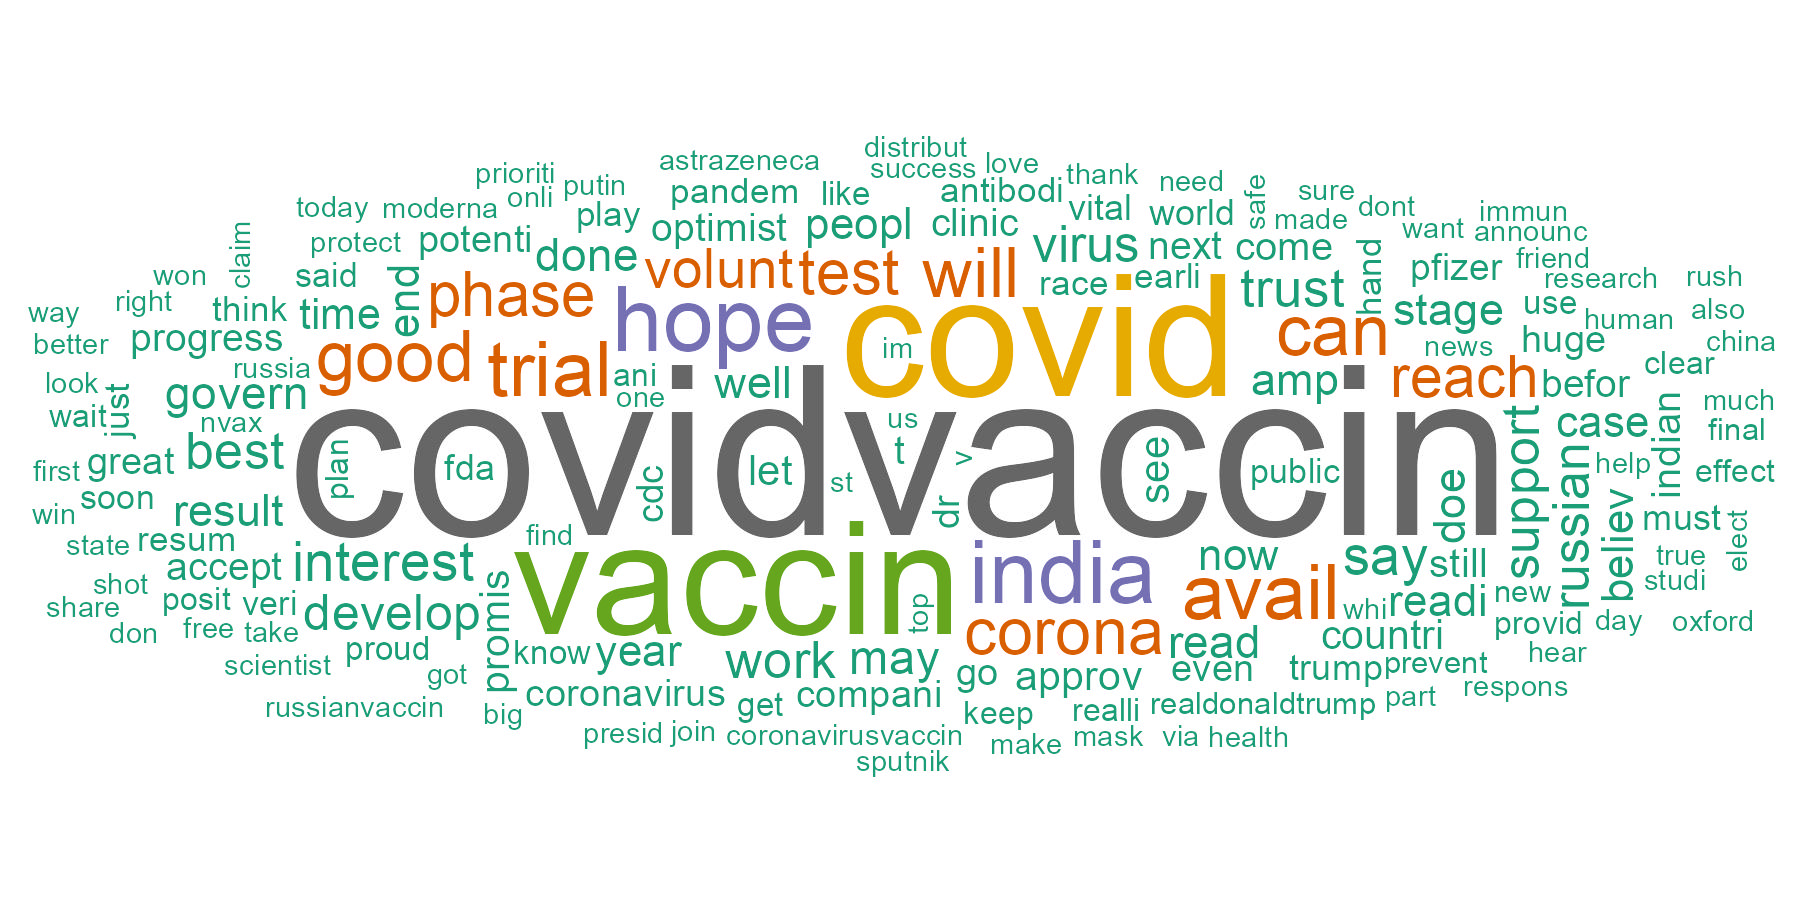 distribut
astrazeneca
success
love
prioriti
thank
putin
need
pandem
like
antibodi
safe
sure
onli
today
moderna
play
vital
world
dont
immun
optimist
peopl
clinic
made
want
announc
claim
protect
potenti
done
virus
next
come
friend
won
said
end
phase
volunt
test
will
race
earli
trust
hand
pfizer
research
rush
way
right
think
time
hope
covid
stage
use
human
also
better
progress
good
trial
im
can
news
huge
china
russia
ani
well
amp
reach
befor
clear
look
just
govern
one
wait
nvax
covidvaccin
us
support
case
indian
much
final
best
t
first
great
plan
fda
cdc
let
st
v
see
public
russian
help
effect
soon
dr
doe
believ
win
result
must
elect
state
resum
find
interest
vaccin
india
now
say
still
true
accept
studi
shot
promis
avail
readi
new
share
posit
veri
develop
top
whi
provid
day
oxford
don
free
take
corona
read
countri
scientist
proud
know
year
work
may
hear
got
go
approv
even
trump
prevent
russianvaccin
big
coronavirus
get
compani
keep
realli
realdonaldtrump
part
respons
presid
join
coronavirusvaccin
make
mask
via
health
sputnik